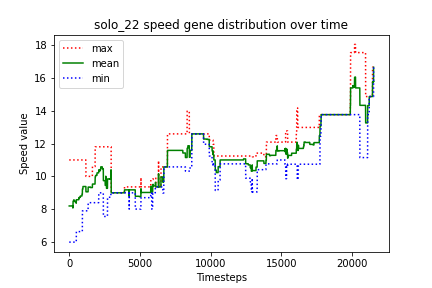 solo_22 speed gene distribution over time
max
mean
min
Speed value
18
16
14
12
10
8
6
0
5000
10000
15000
20000
Timesteps